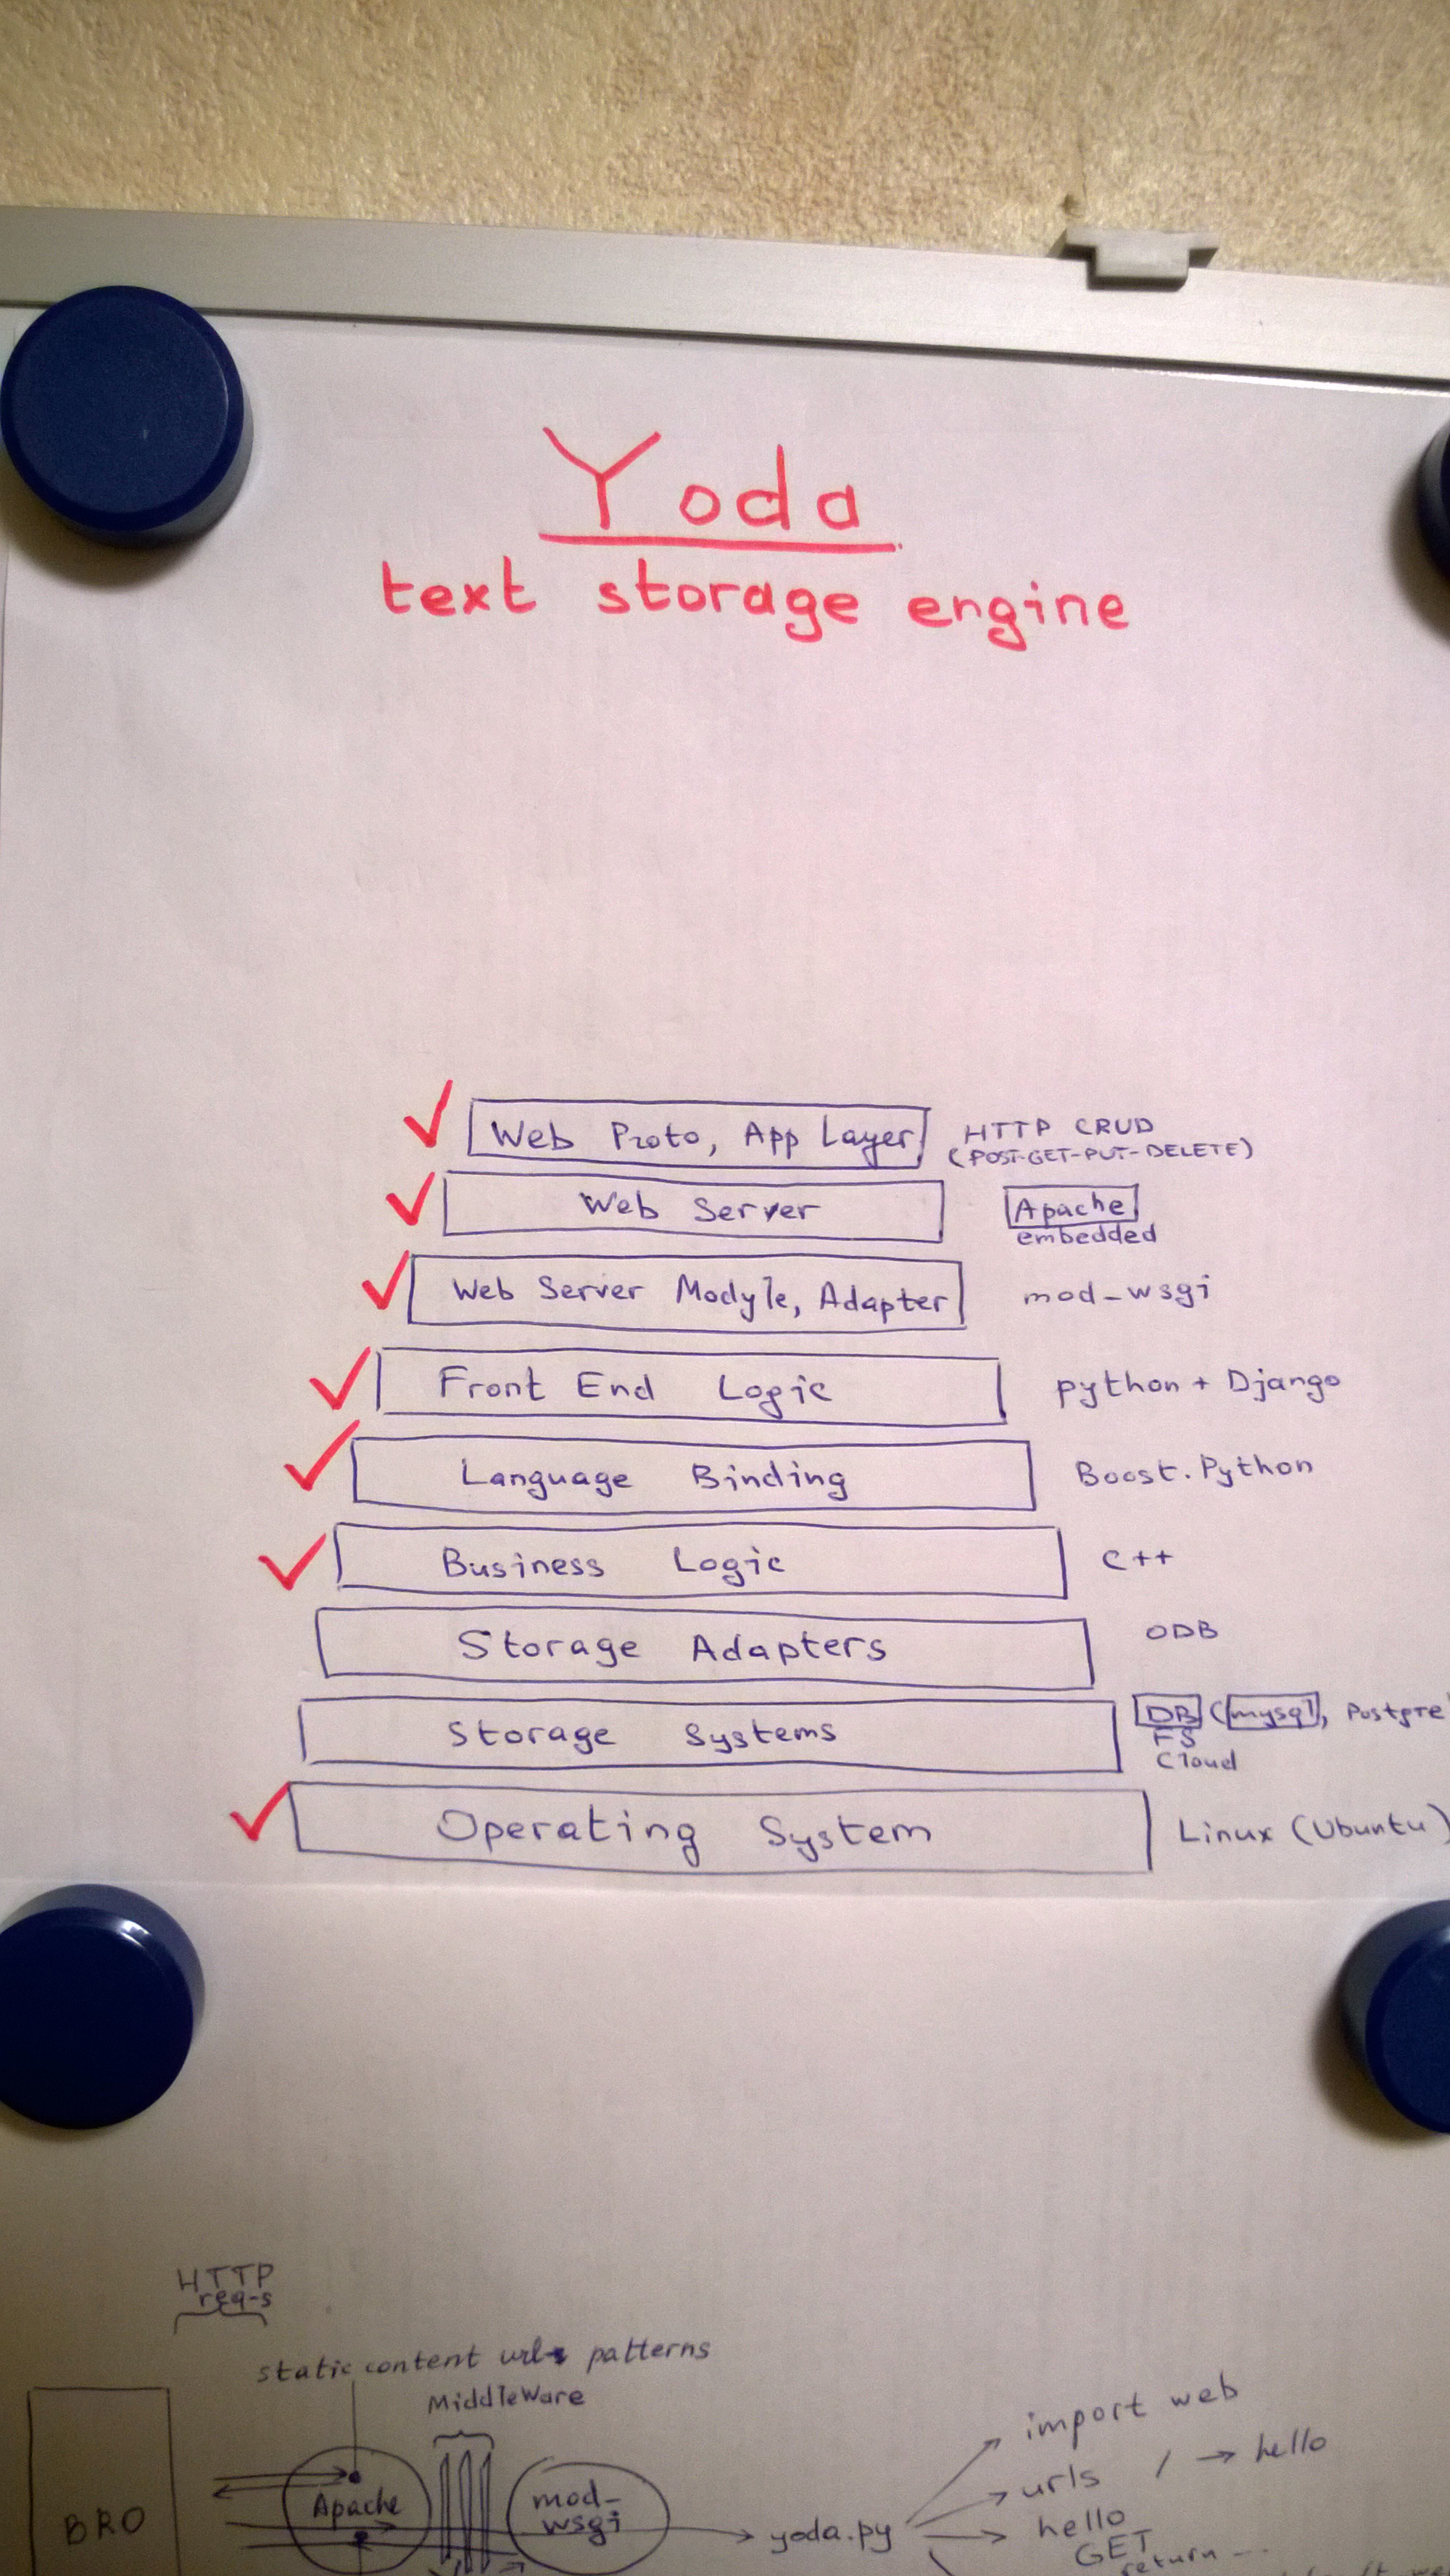 Yoda
text storage engine
Web Proto, App Layer HTTP CRUD
(POST-GET-PUT-DELETE)
Web Server Apache
embedded
Web Server Modyle, Adapter mod-wsgi
Front End Logic python + Django
Language Binding Boost.Python
Business Logic C++
Storage Adapters ODB
Storage Systems DB (mysql, Postgre
FS
Cloud
Operating System Linux (Ubuntu)
HTTP
req-s
static content urls patterns
MiddleWare
import web
urls / → hello
BRO Apache mod-
wsgi yoda.py hello
GET
return ...